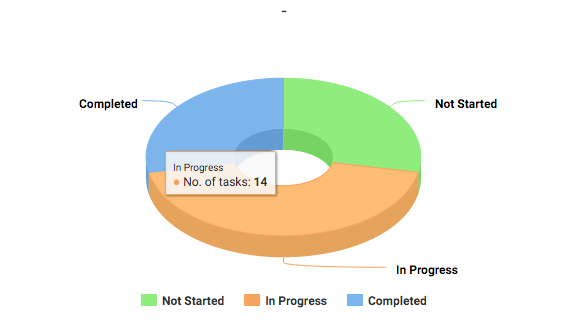 -
Completed
Not Started
In Progress
No. of tasks: 14
In Progress
Not Started In Progress Completed